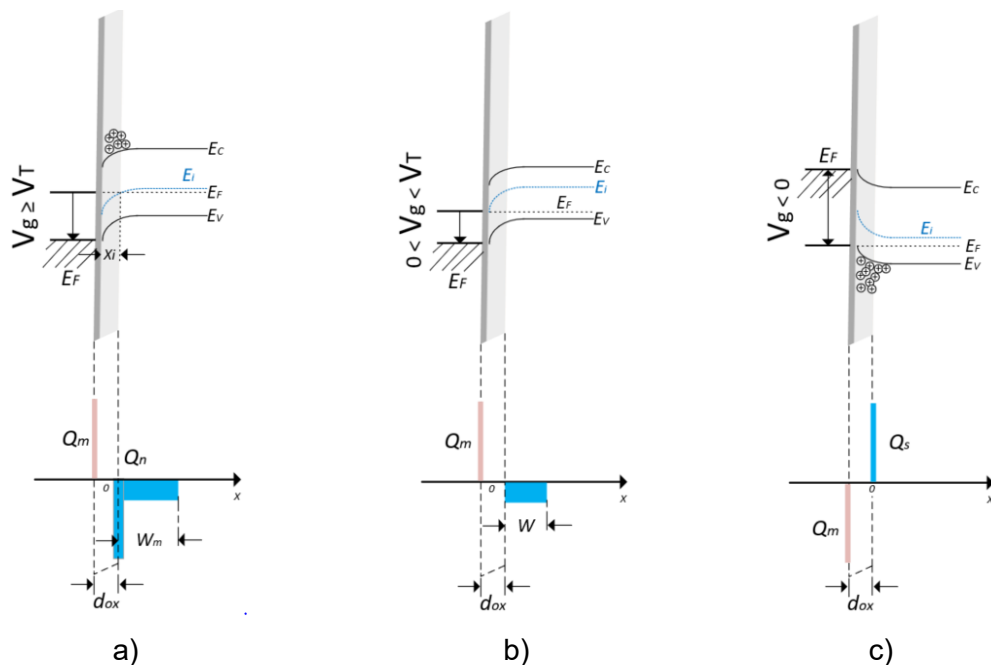 Vg ≥ VT
EC
Ei
EF
EV
xi
EF
Qm
Qn
0
x
Wm
dox
a)
0 < Vg < VT
EC
Ei
EF
EV
EF
Qm
0
x
W
dox
b)
Vg < 0
EF
EC
Ei
EF
EV
Qs
0
x
Qm
dox
c)